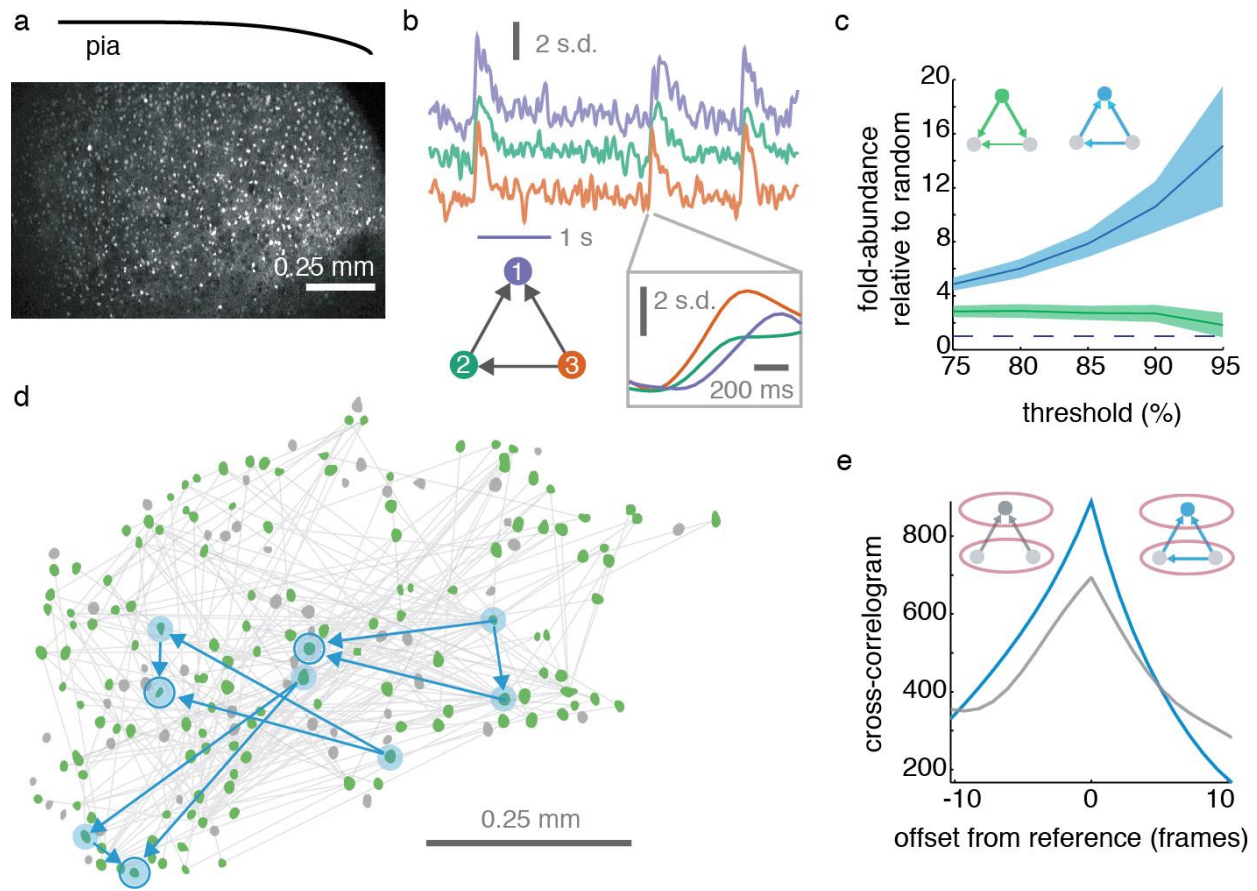 a
pia
0.25 mm
b
2 s.d.
1 s
1
2
3
2 s.d.
200 ms
c
fold-abundance
relative to random
20
16
12
8
4
0
75
80
85
90
95
threshold (%)
d
0.25 mm
e
cross-correlogram
800
600
400
200
-10
0
10
offset from reference (frames)